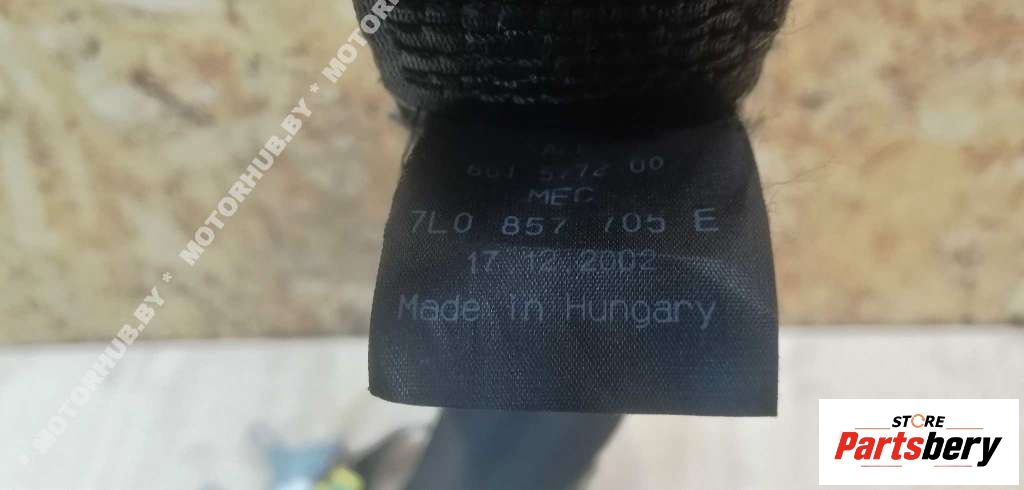 MOTORHUB.BY * MOTORHUB.BY * MOTORHUB.BY
MEC
7L0 857 705 E
17 12 2002
Made in Hungary
STORE
Partsbery